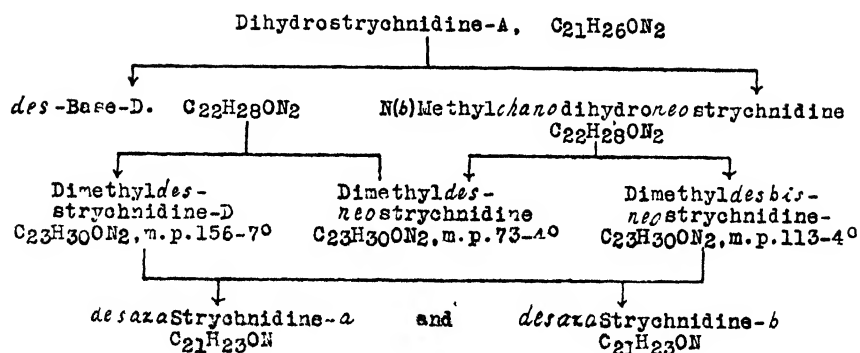 Dihydrostrychnidine-A, C21H26ON2
des-Base-D. C22H28ON2 N(b)Methylchanodihydroneostrychnidine
C22H28ON2
Dimethyldes- Dimethyldes- Dimethyldesbis-
strychnidine-D neostrychnidine neostrychnidine-
C23H30ON2, m.p.156-7° C23H30ON2, m.p.73-4° C23H30ON2, m.p.113-4°
desazaStrychnidine-a and desazaStrychnidine-b
C21H23ON C21H23ON